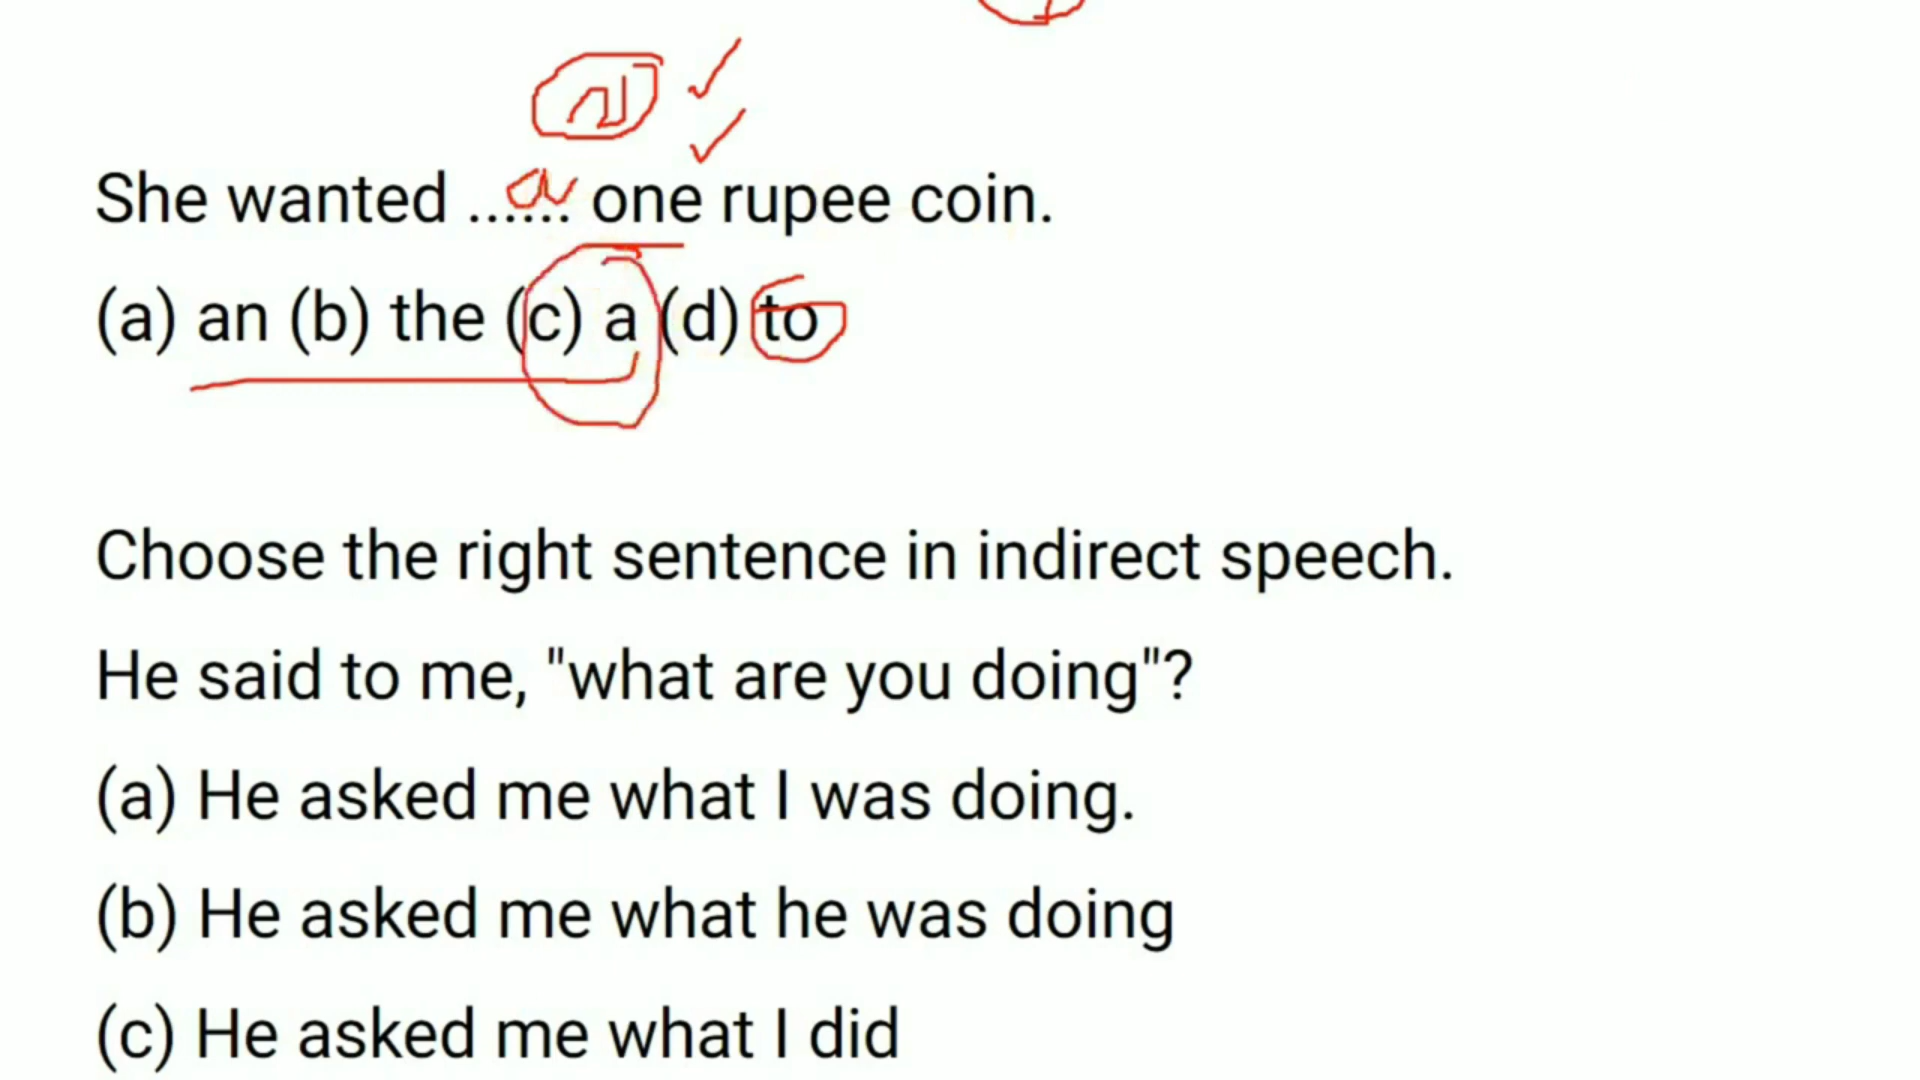 She wanted ...... a one rupee coin.
(a) an (b) the (c) a (d) to
Choose the right sentence in indirect speech.
He said to me, "what are you doing"?
(a) He asked me what I was doing.
(b) He asked me what he was doing
(c) He asked me what I did